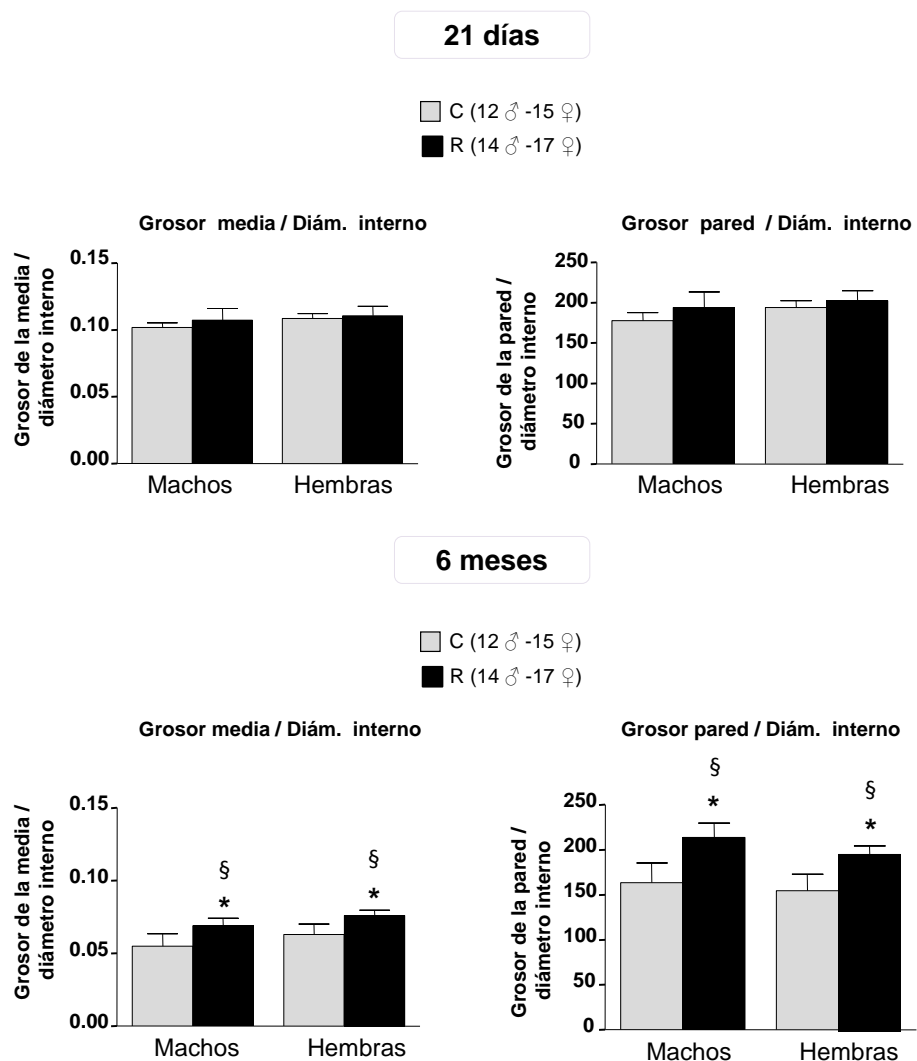 21 días
C (12 ♂ -15 ♀)
R (14 ♂ -17 ♀)
Grosor media / Diám. interno
Grosor de la media /
diámetro interno
0.15
0.10
0.05
0.00
Machos Hembras
Grosor pared / Diám. interno
Grosor de la pared /
diámetro interno
250
200
150
100
50
0
Machos Hembras
6 meses
C (12 ♂ -15 ♀)
R (14 ♂ -17 ♀)
Grosor media / Diám. interno
Grosor de la media /
diámetro interno
0.15
0.10
0.05
0.00
§ §
* *
Machos Hembras
Grosor pared / Diám. interno
Grosor de la pared /
diámetro interno
250
200
150
100
50
0
§ §
* *
Machos Hembras